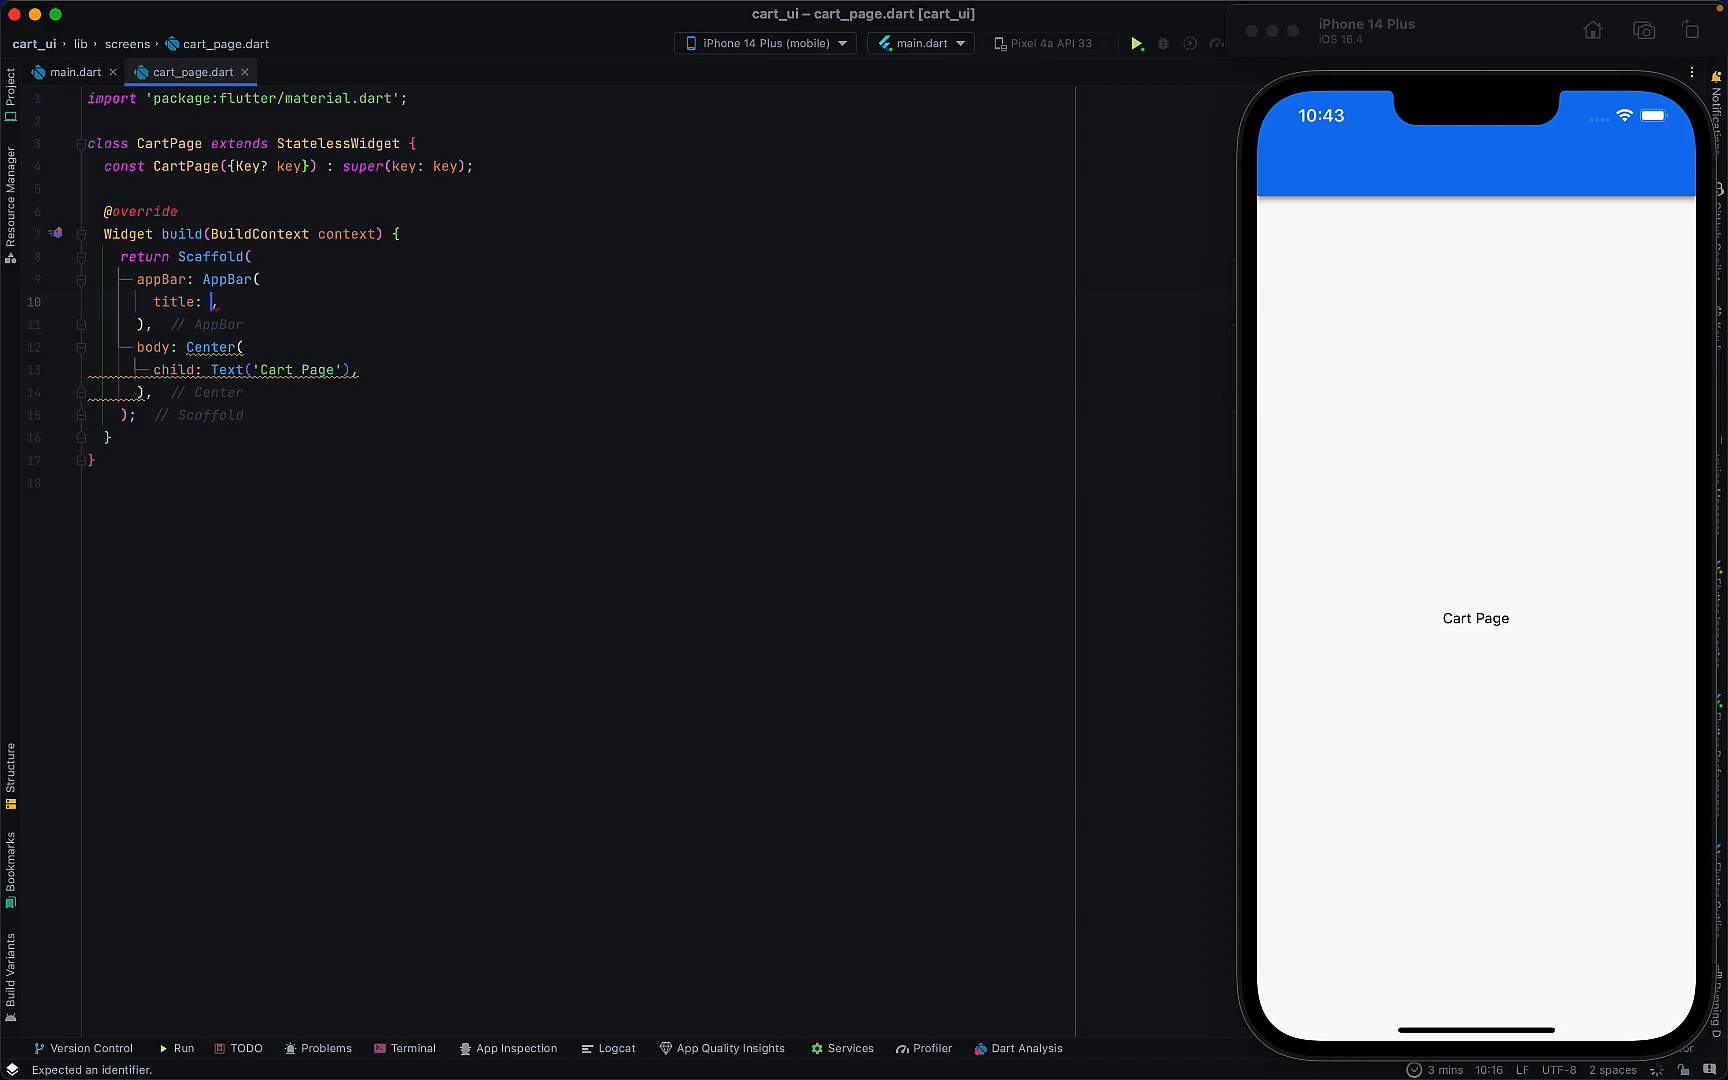 cart_ui – cart_page.dart [cart_ui]
cart_ui › lib › screens › cart_page.dart
iPhone 14 Plus (mobile)
main.dart
Pixel 4a API 33
iPhone 14 Plus
iOS 16.4
main.dart
cart_page.dart
Project
Resource Manager
Structure
Bookmarks
Build Variants
Notifications
1 import 'package:flutter/material.dart';
2
3 class CartPage extends StatelessWidget {
4 const CartPage({Key? key}) : super(key: key);
5
6 @override
7 Widget build(BuildContext context) {
8 return Scaffold(
9 appBar: AppBar(
10 title: ,
11 ), // AppBar
12 body: Center(
13 child: Text('Cart Page'),
14 ), // Center
15 ); // Scaffold
16 }
17 }
18
10:43
Cart Page
Version Control
Run
TODO
Problems
Terminal
App Inspection
Logcat
App Quality Insights
Services
Profiler
Dart Analysis
Expected an identifier.
3 mins
10:16
LF
UTF-8
2 spaces